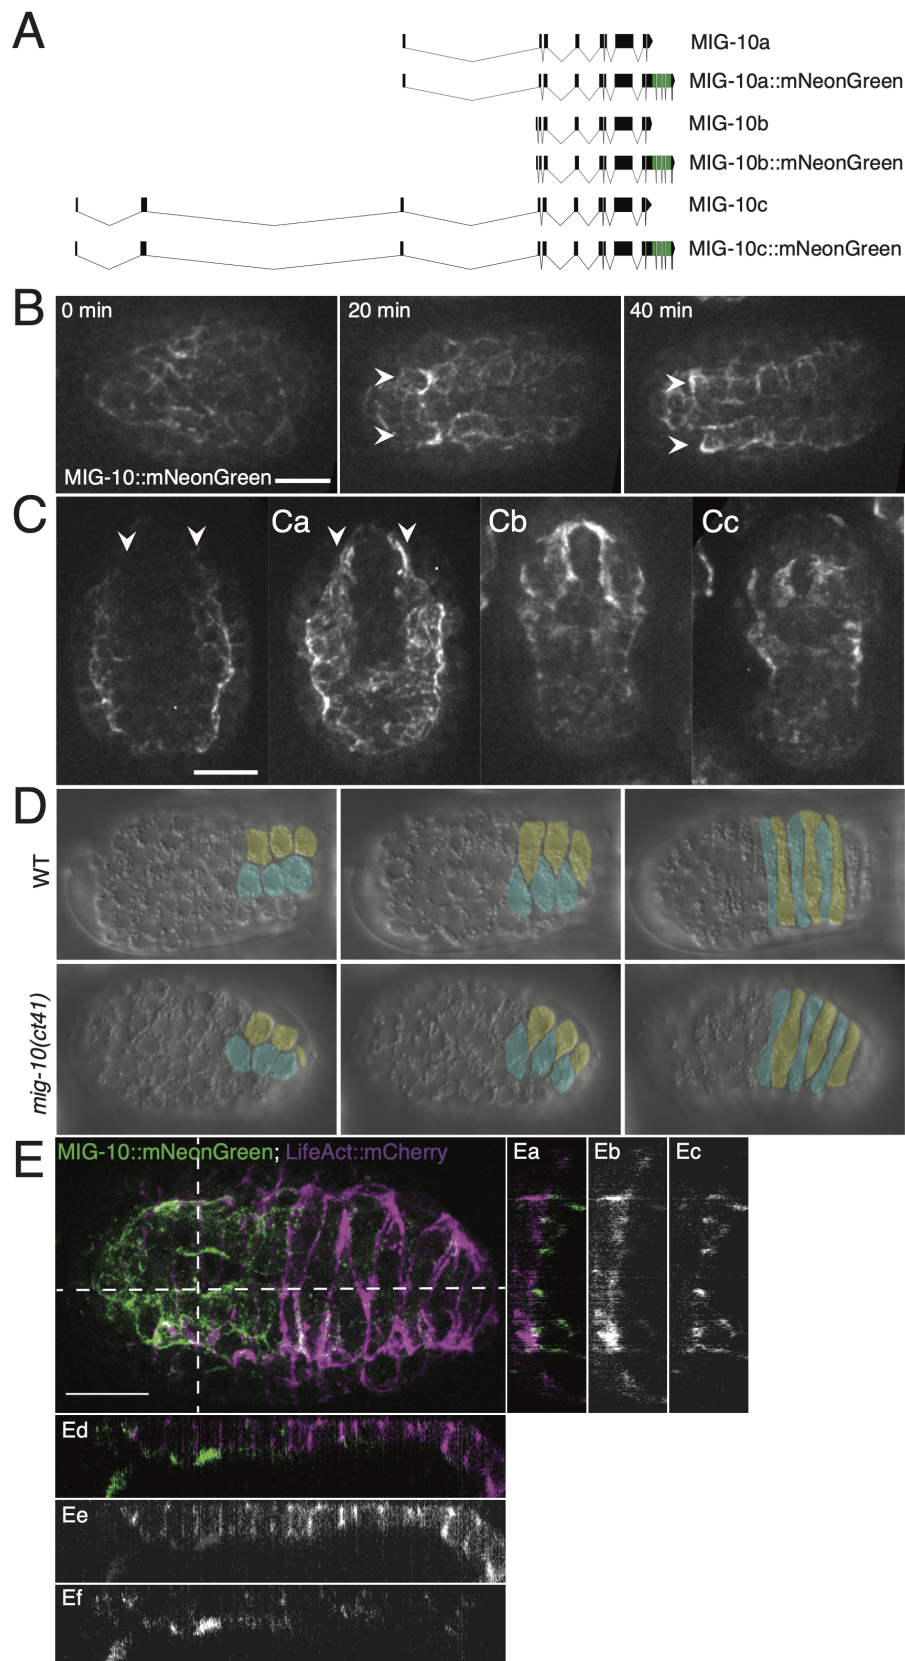 A
MIG-10a
MIG-10a::mNeonGreen
MIG-10b
MIG-10b::mNeonGreen
MIG-10c
MIG-10c::mNeonGreen
B
0 min
20 min
40 min
MIG-10::mNeonGreen
C
Ca
Cb
Cc
D
WT
mig-10(ct41)
E
MIG-10::mNeonGreen; LifeAct::mCherry
Ea
Eb
Ec
Ed
Ee
Ef